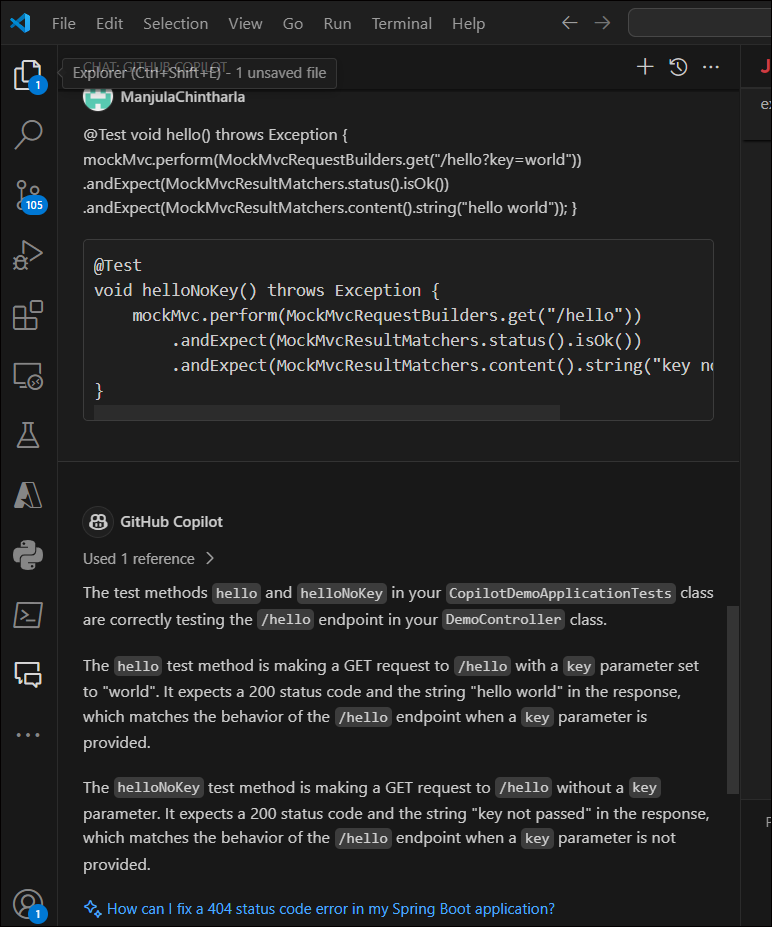 File Edit Selection View Go Run Terminal Help
CHAT: GITHUB COPILOT
Explorer (Ctrl+Shift+E) - 1 unsaved file
1
ManjulaChintharla
@Test void hello() throws Exception {
mockMvc.perform(MockMvcRequestBuilders.get("/hello?key=world"))
.andExpect(MockMvcResultMatchers.status().isOk())
.andExpect(MockMvcResultMatchers.content().string("hello world")); }
105
@Test
void helloNoKey() throws Exception {
mockMvc.perform(MockMvcRequestBuilders.get("/hello"))
.andExpect(MockMvcResultMatchers.status().isOk())
.andExpect(MockMvcResultMatchers.content().string("key
}
GitHub Copilot
Used 1 reference
The test methods hello and helloNoKey in your CopilotDemoApplicationTests class
are correctly testing the /hello endpoint in your DemoController class.
The hello test method is making a GET request to /hello with a key parameter set
to "world". It expects a 200 status code and the string "hello world" in the response,
which matches the behavior of the /hello endpoint when a key parameter is
provided.
The helloNoKey test method is making a GET request to /hello without a key
parameter. It expects a 200 status code and the string "key not passed" in the response,
which matches the behavior of the /hello endpoint when a key parameter is not
provided.
How can I fix a 404 status code error in my Spring Boot application?
1